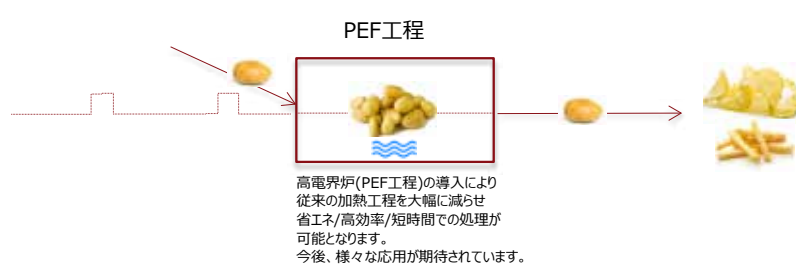 PEF工程
高電界炉(PEF工程)の導入により
従来の加熱工程を大幅に減らせ
省エネ/高効率/短時間での処理が
可能となります。
今後、様々な応用が期待されています。